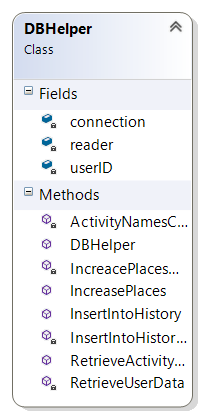 DBHelper
Class
Fields
connection
reader
userID
Methods
ActivityNamesC...
DBHelper
IncreacePlaces...
IncreasePlaces
InsertIntoHistory
InsertIntoHistor...
RetrieveActivity...
RetrieveUserData